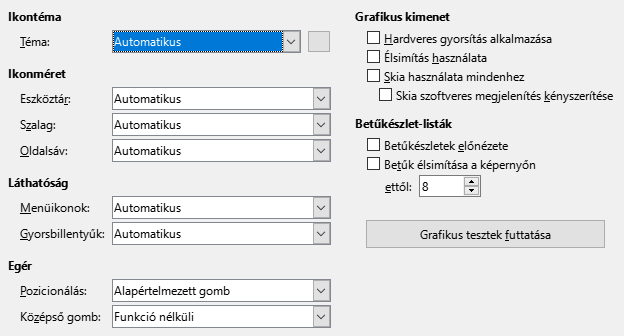 Ikontéma
Téma: Automatikus
Ikonméret
Eszköztár: Automatikus
Szalag: Automatikus
Oldalsáv: Automatikus
Láthatóság
Menüikonok: Automatikus
Gyorsbillentyűk: Automatikus
Egér
Pozicionálás: Alapértelmezett gomb
Középső gomb: Funkció nélküli
Grafikus kimenet
Hardveres gyorsítás alkalmazása
Élsimítás használata
Skia használata mindenhez
Skia szoftveres megjelenítés kényszerítése
Betűkészlet-listák
Betűkészletek előnézete
Betűk élsimítása a képernyőn
ettől: 8
Grafikus tesztek futtatása